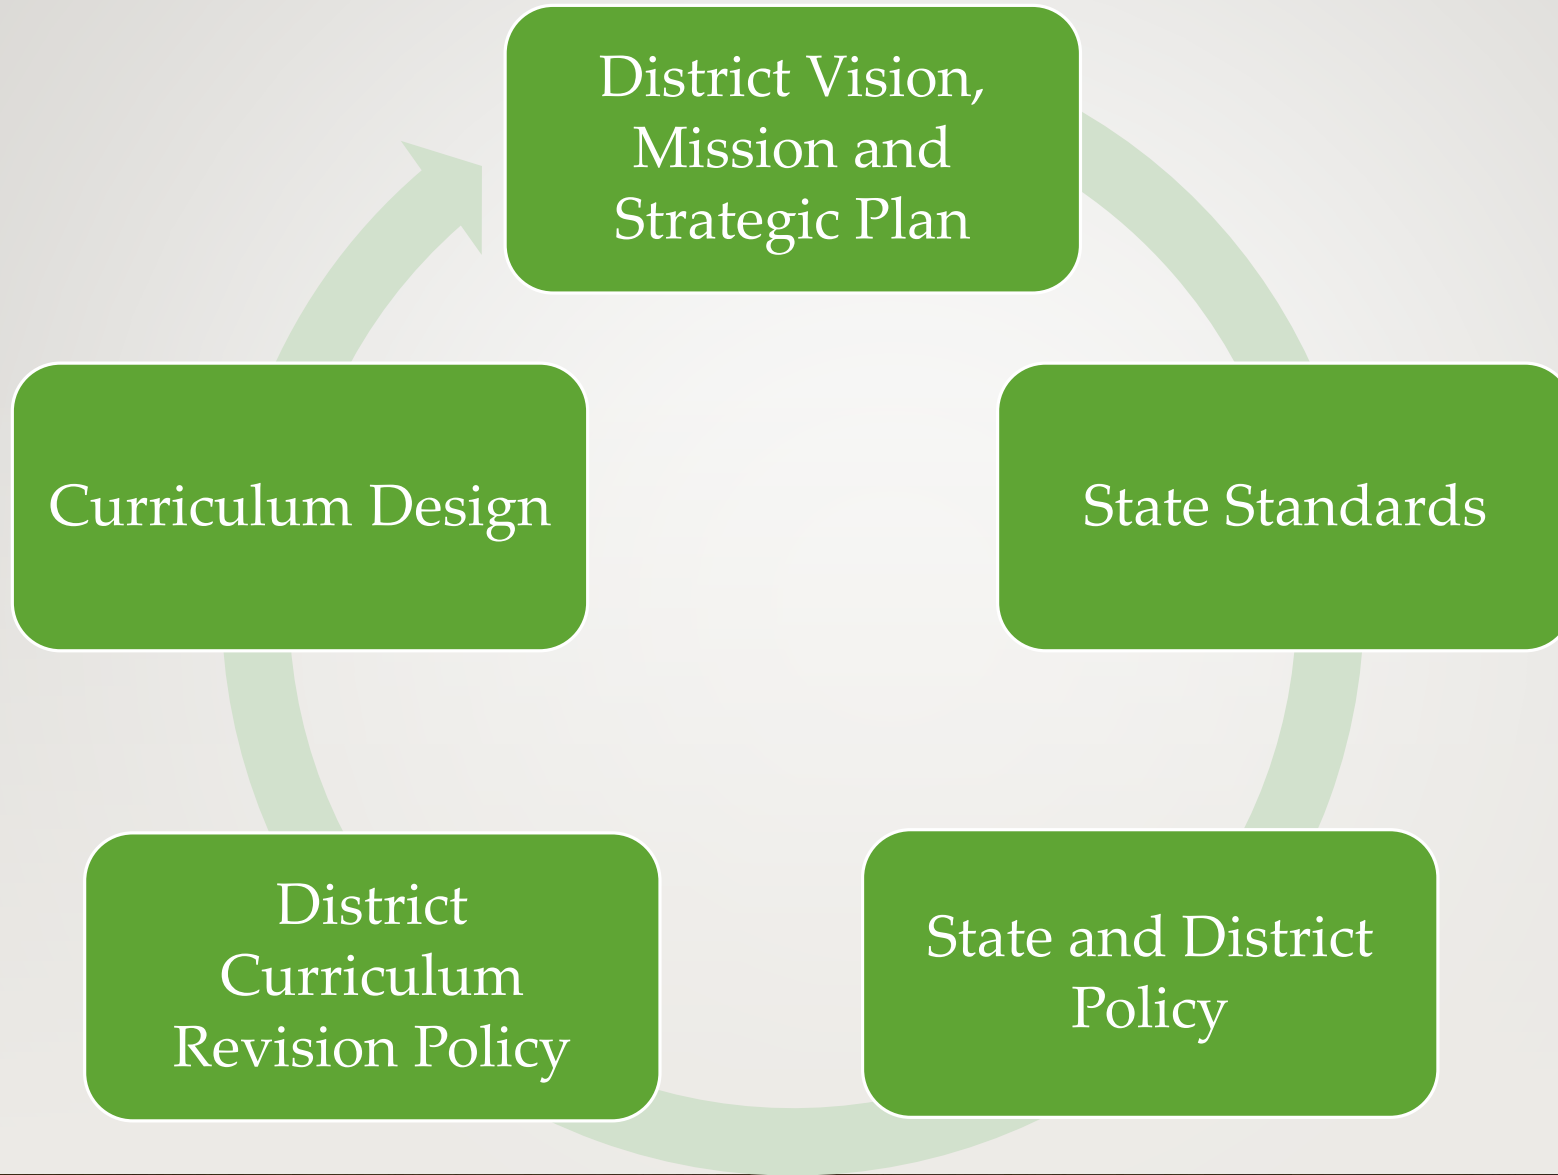 District Vision,
Mission and
Strategic Plan
State Standards
State and District
Policy
District
Curriculum
Revision Policy
Curriculum Design